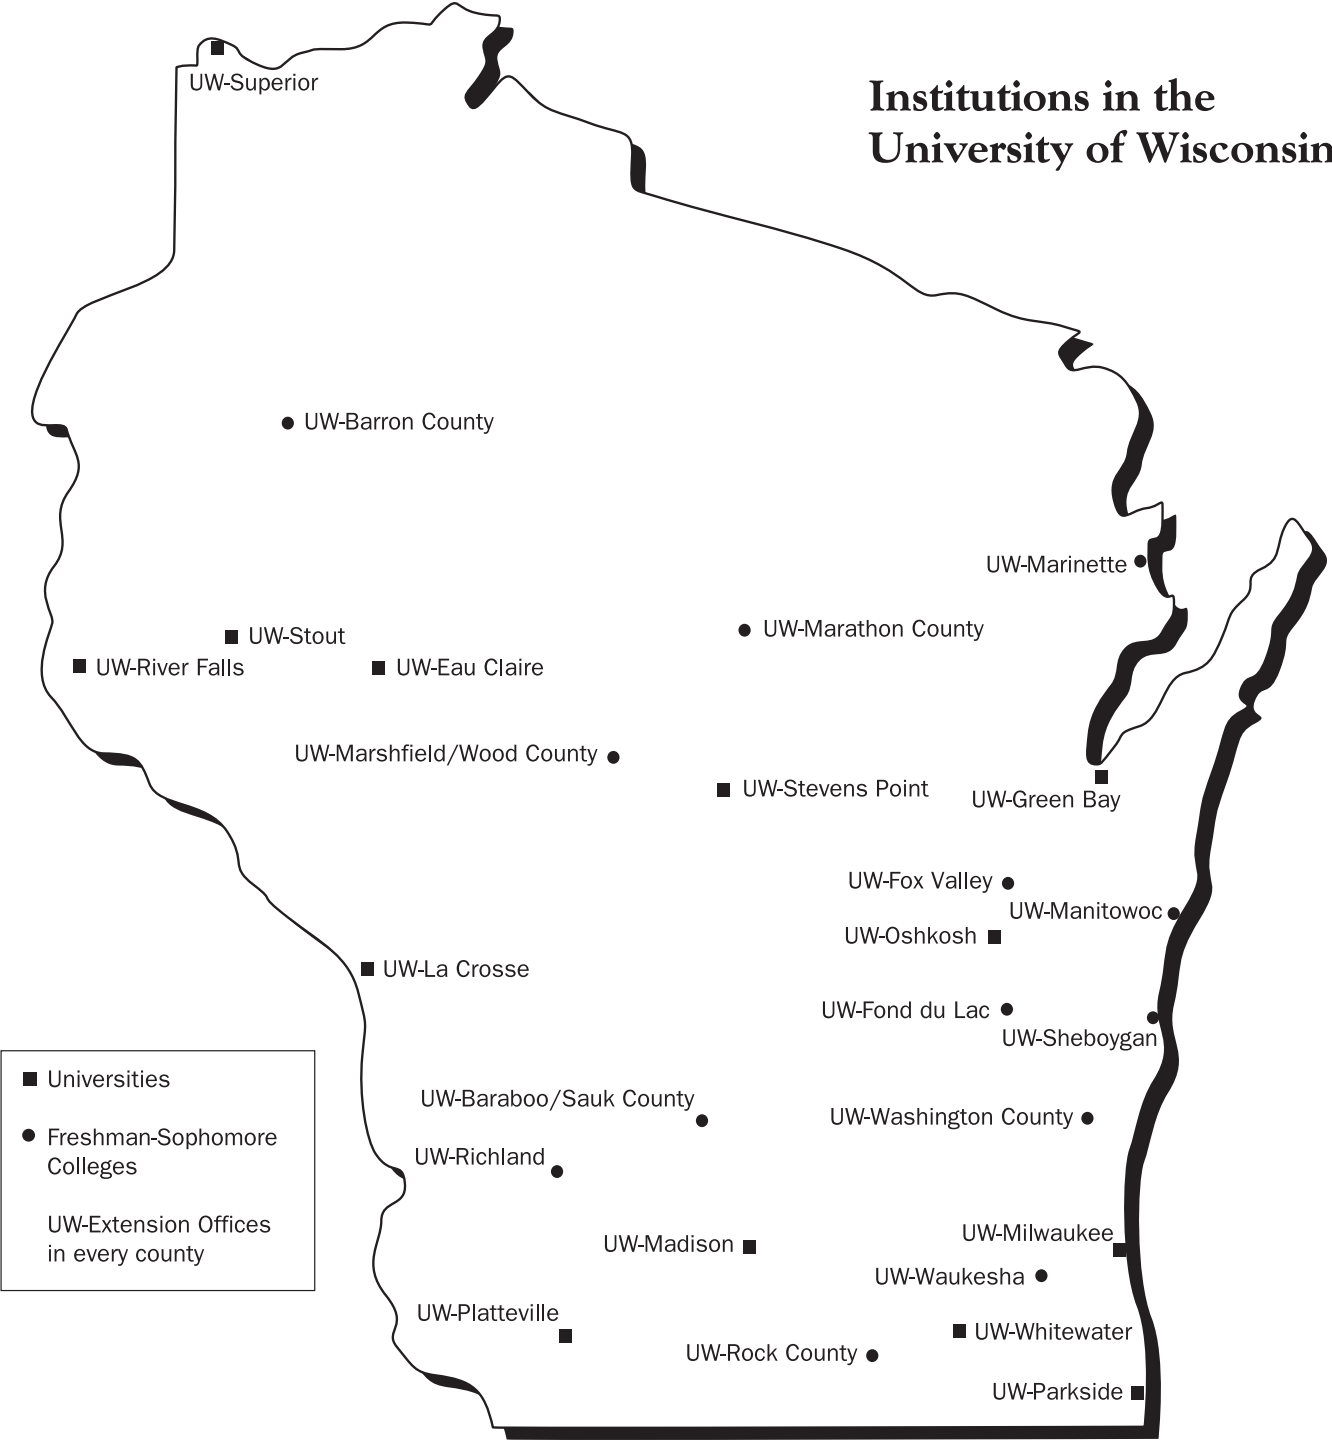 Institutions in the
University of Wisconsin
UW-Superior
UW-Barron County
UW-Marinette
UW-Marathon County
UW-Stout
UW-River Falls
UW-Eau Claire
UW-Marshfield/Wood County
UW-Stevens Point
UW-Green Bay
UW-Fox Valley
UW-Manitowoc
UW-Oshkosh
UW-La Crosse
UW-Fond du Lac
UW-Sheboygan
Universities
Freshman-Sophomore
Colleges
UW-Extension Offices
in every county
UW-Baraboo/Sauk County
UW-Washington County
UW-Richland
UW-Madison
UW-Milwaukee
UW-Waukesha
UW-Platteville
UW-Whitewater
UW-Rock County
UW-Parkside